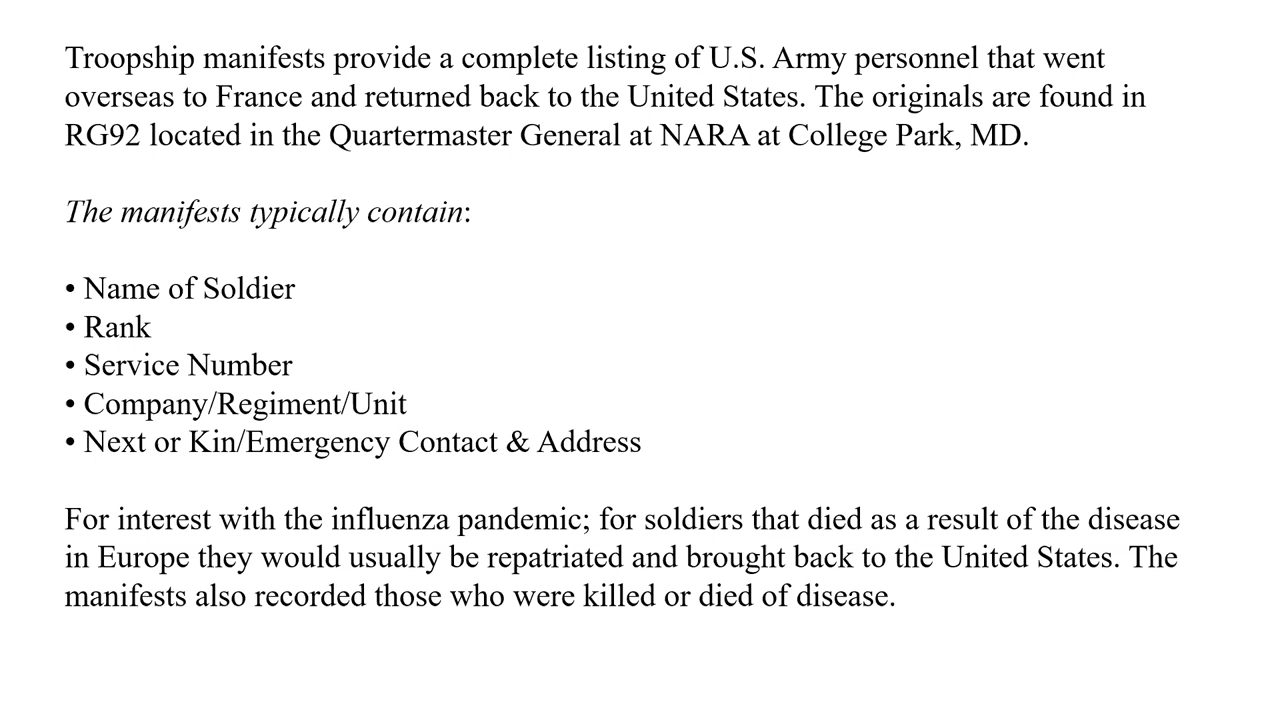 Troopship manifests provide a complete listing of U.S. Army personnel that went
overseas to France and returned back to the United States. The originals are found in
RG92 located in the Quartermaster General at NARA at College Park, MD.
The manifests typically contain:
• Name of Soldier
• Rank
• Service Number
• Company/Regiment/Unit
• Next or Kin/Emergency Contact & Address
For interest with the influenza pandemic; for soldiers that died as a result of the disease
in Europe they would usually be repatriated and brought back to the United States. The
manifests also recorded those who were killed or died of disease.